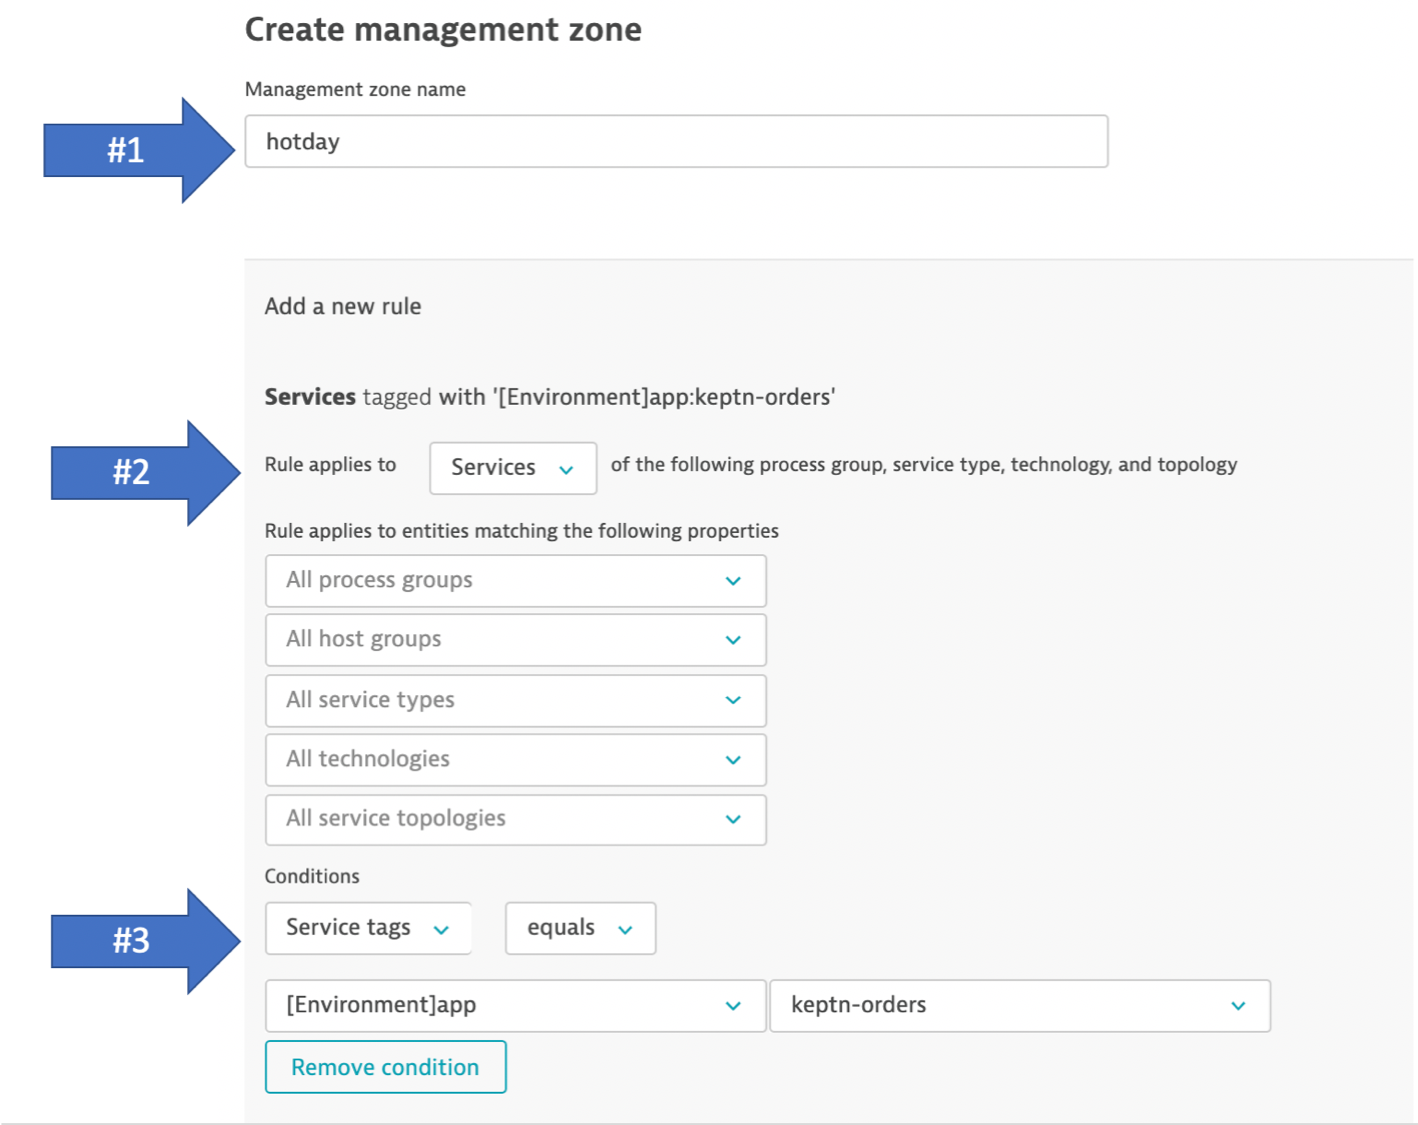 Create management zone
Management zone name
#1
hotday
Add a new rule
Services tagged with '[Environment]app:keptn-orders'
#2
Rule applies to Services of the following process group, service type, technology, and topology
Rule applies to entities matching the following properties
All process groups
All host groups
All service types
All technologies
All service topologies
Conditions
#3
Service tags equals
[Environment]app keptn-orders
Remove condition